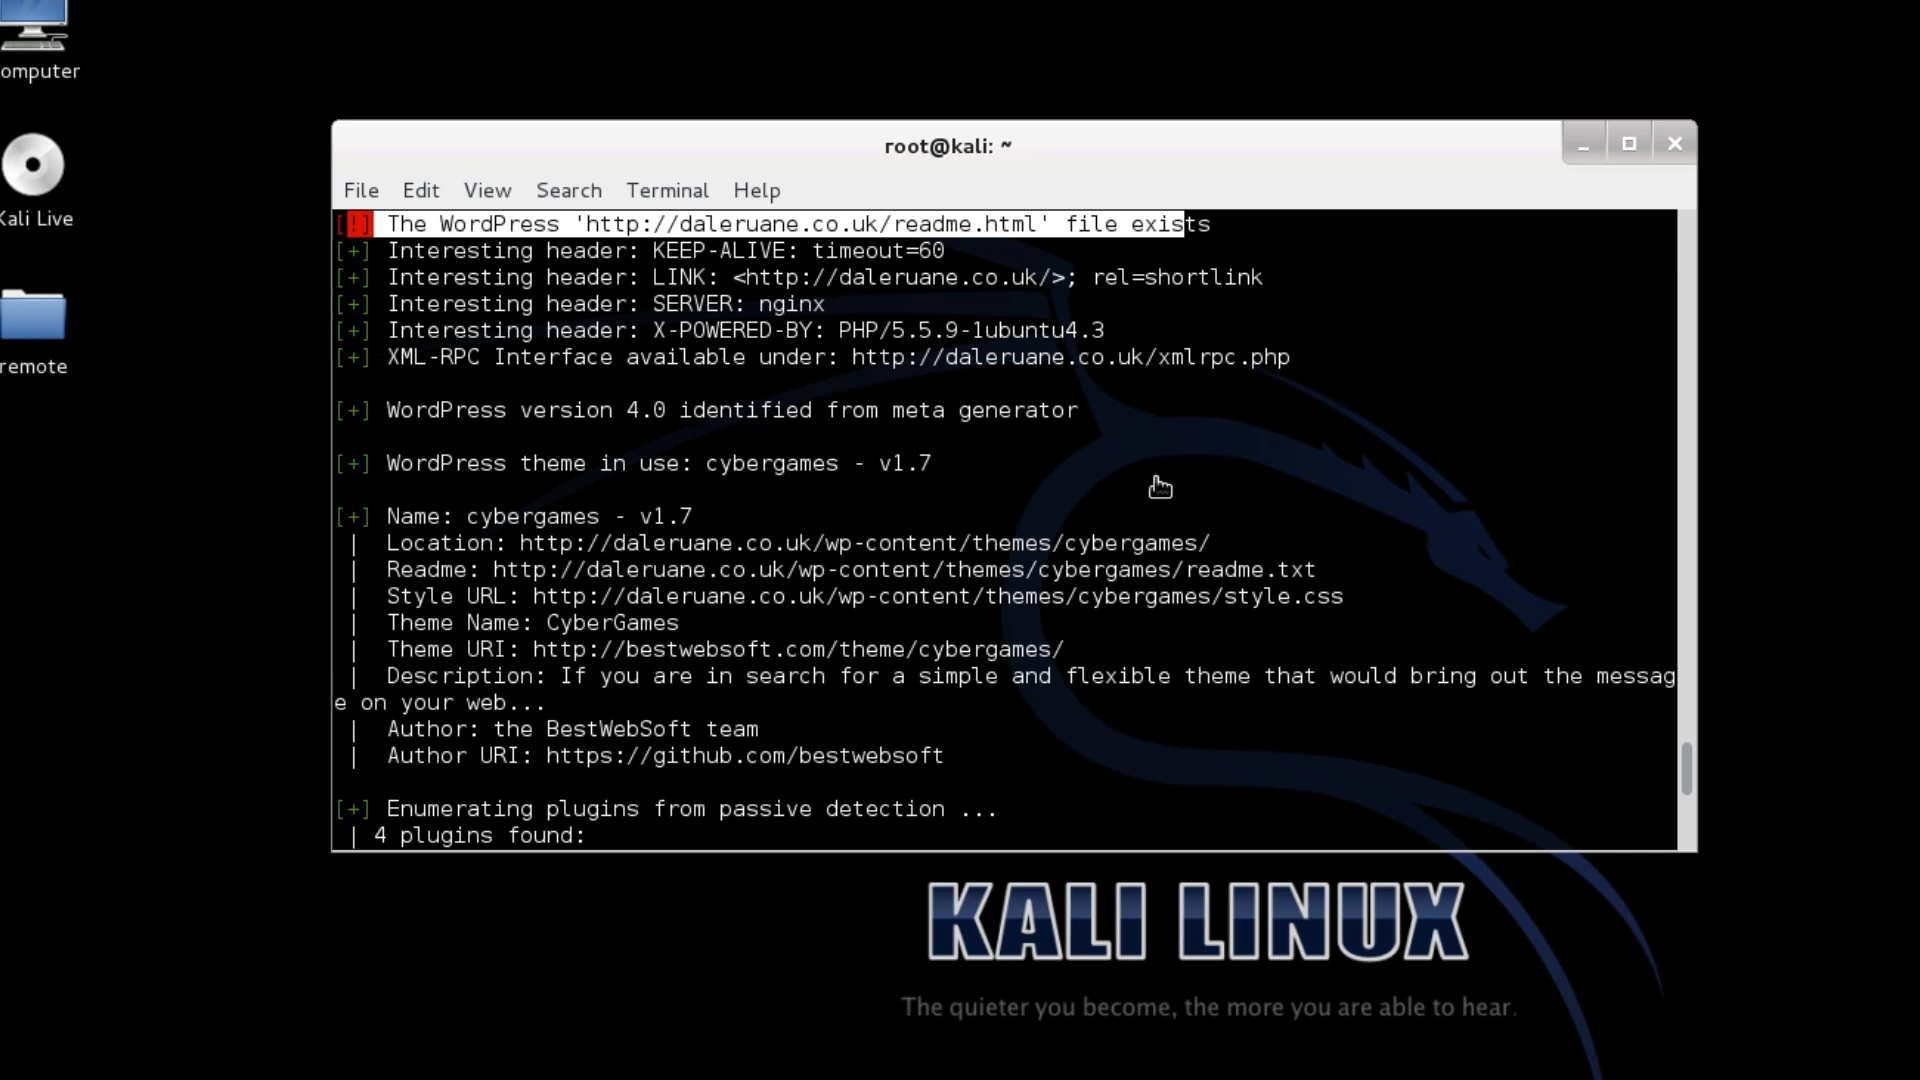 omputer
Kali Live
remote
root@kali: ~
File Edit View Search Terminal Help
[!] The WordPress 'http://daleruane.co.uk/readme.html' file exists
[+] Interesting header: KEEP-ALIVE: timeout=60
[+] Interesting header: LINK: <http://daleruane.co.uk/>; rel=shortlink
[+] Interesting header: SERVER: nginx
[+] Interesting header: X-POWERED-BY: PHP/5.5.9-1ubuntu4.3
[+] XML-RPC Interface available under: http://daleruane.co.uk/xmlrpc.php
[+] WordPress version 4.0 identified from meta generator
[+] WordPress theme in use: cybergames - v1.7
[+] Name: cybergames - v1.7
| Location: http://daleruane.co.uk/wp-content/themes/cybergames/
| Readme: http://daleruane.co.uk/wp-content/themes/cybergames/readme.txt
| Style URL: http://daleruane.co.uk/wp-content/themes/cybergames/style.css
| Theme Name: CyberGames
| Theme URI: http://bestwebsoft.com/theme/cybergames/
| Description: If you are in search for a simple and flexible theme that would bring out the messag
e on your web...
| Author: the BestWebSoft team
| Author URI: https://github.com/bestwebsoft
[+] Enumerating plugins from passive detection ...
| 4 plugins found:
KALI LINUX
The quieter you become, the more you are able to hear.